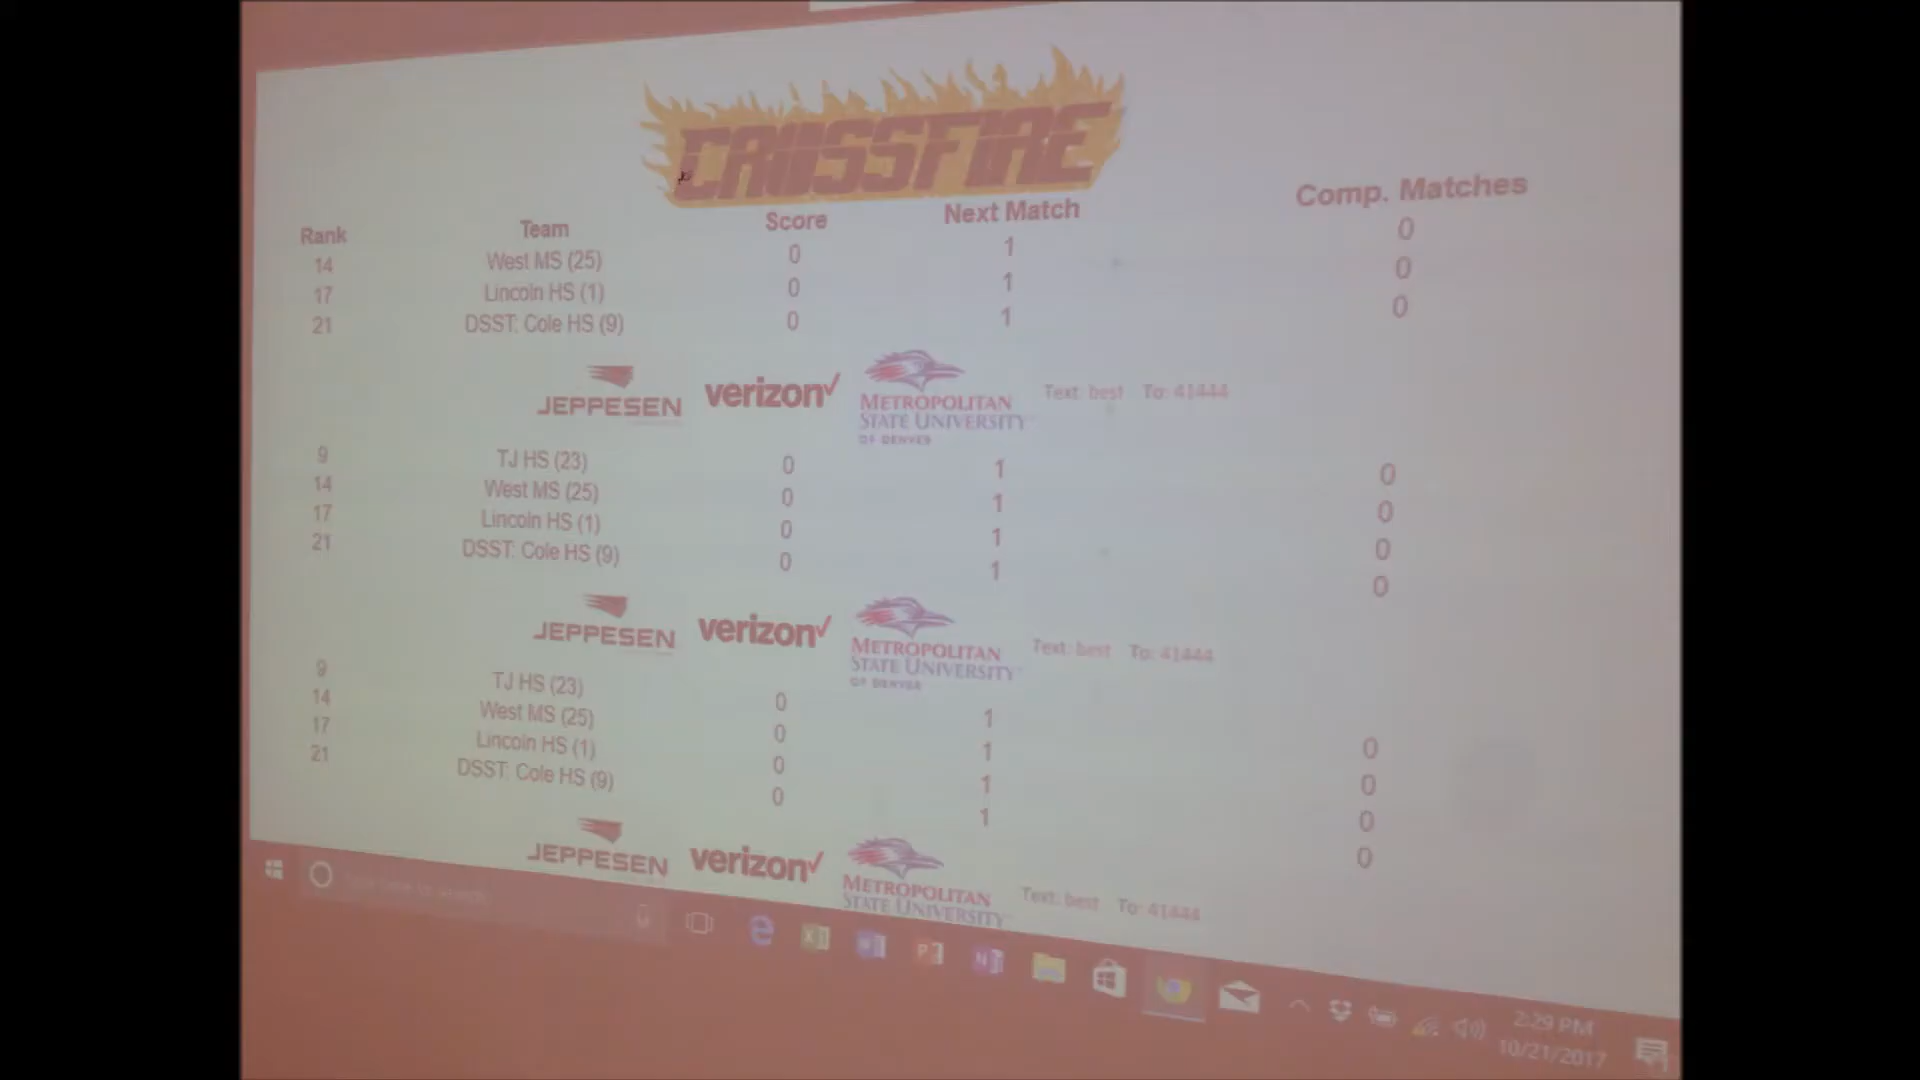 CROSSFIRE
Rank Team Score Next Match Comp. Matches
14 West MS (25) 0 1 0
17 Lincoln HS (1) 0 1 0
21 DSST: Cole HS (9) 0 1 0
JEPPESEN verizon METROPOLITAN STATE UNIVERSITY OF DENVER Text: best To: 41444
9 TJ HS (23) 0 1 0
14 West MS (25) 0 1 0
17 Lincoln HS (1) 0 1 0
21 DSST: Cole HS (9) 0 1 0
JEPPESEN verizon METROPOLITAN STATE UNIVERSITY OF DENVER Text: best To: 41444
9 TJ HS (23) 0 1 0
14 West MS (25) 0 1 0
17 Lincoln HS (1) 0 1 0
21 DSST: Cole HS (9) 0 1 0
JEPPESEN verizon METROPOLITAN STATE UNIVERSITY Text: best To: 41444
2:29 PM
10/21/2017